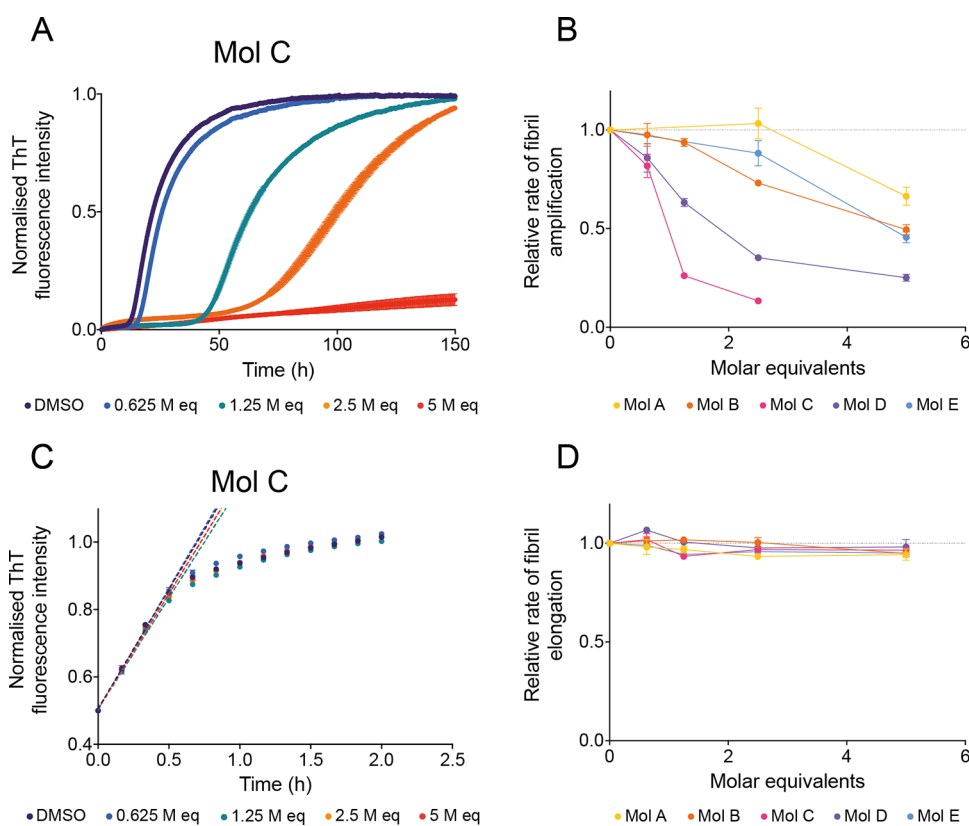 A
Mol C
Normalised ThT
fluorescence intensity
1.0
0.5
0.0
0
50
100
150
Time (h)
DMSO 0.625 M eq 1.25 M eq 2.5 M eq 5 M eq
B
Relative rate of fibril
amplification
1.0
0.5
0.0
0
2
4
6
Molar equivalents
Mol A Mol B Mol C Mol D Mol E
C
Mol C
Normalised ThT
fluorescence intensity
1.0
0.8
0.6
0.4
0.0
0.5
1.0
1.5
2.0
2.5
Time (h)
DMSO 0.625 M eq 1.25 M eq 2.5 M eq 5 M eq
D
Relative rate of fibril
elongation
1.0
0.5
0.0
0
2
4
6
Molar equivalents
Mol A Mol B Mol C Mol D Mol E